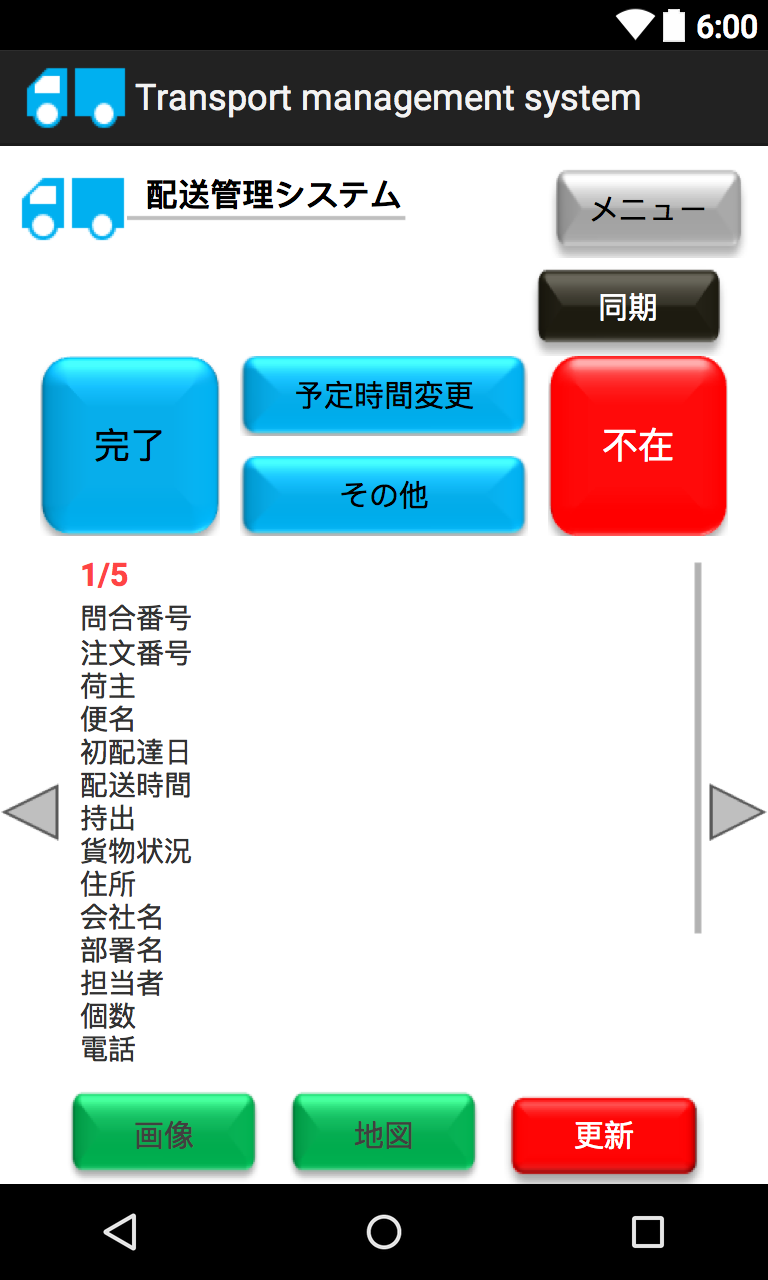 6:00
Transport management system
配送管理システム
メニュー
同期
完了
予定時間変更
その他
不在
1/5
問合番号
注文番号
荷主
便名
初配達日
配送時間
持出
貨物状況
住所
会社名
部署名
担当者
個数
電話
画像
地図
更新